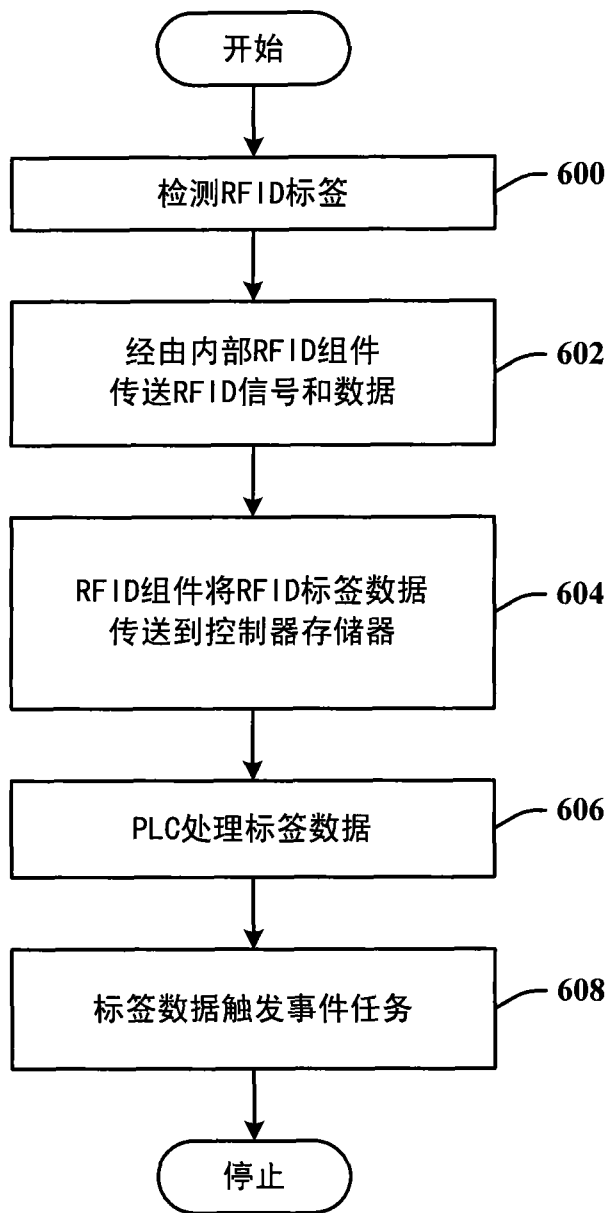 开始
检测RFID标签
600
经由内部RFID组件
传送RFID信号和数据
602
RFID组件将RFID标签数据
传送到控制器存储器
604
PLC处理标签数据
606
标签数据触发事件任务
608
停止